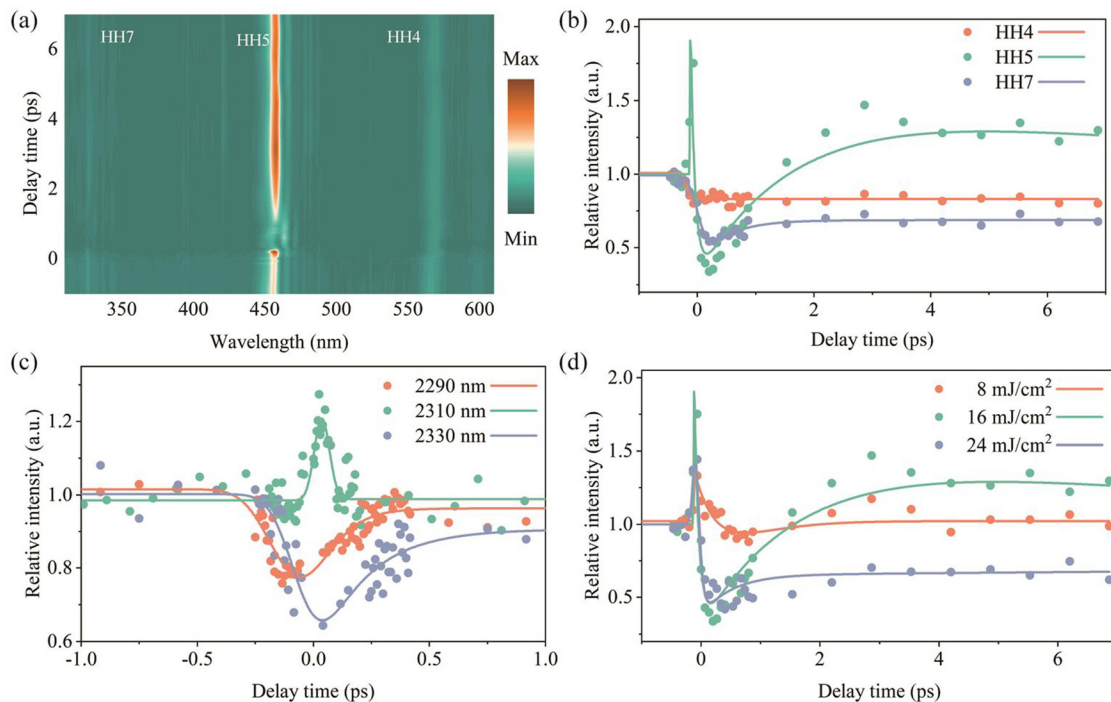 (a)
HH7
HH5
HH4
6
4
2
0
Delay time (ps)
350
400
450
500
550
600
Wavelength (nm)
Max
Min
(b)
2.0
1.5
1.0
0.5
Relative intensity (a.u.)
HH4
HH5
HH7
0
2
4
6
Delay time (ps)
(c)
1.2
1.0
0.8
0.6
Relative intensity (a.u.)
2290 nm
2310 nm
2330 nm
-1.0
-0.5
0.0
0.5
1.0
Delay time (ps)
(d)
2.0
1.5
1.0
0.5
Relative intensity (a.u.)
8 mJ/cm²
16 mJ/cm²
24 mJ/cm²
0
2
4
6
Delay time (ps)